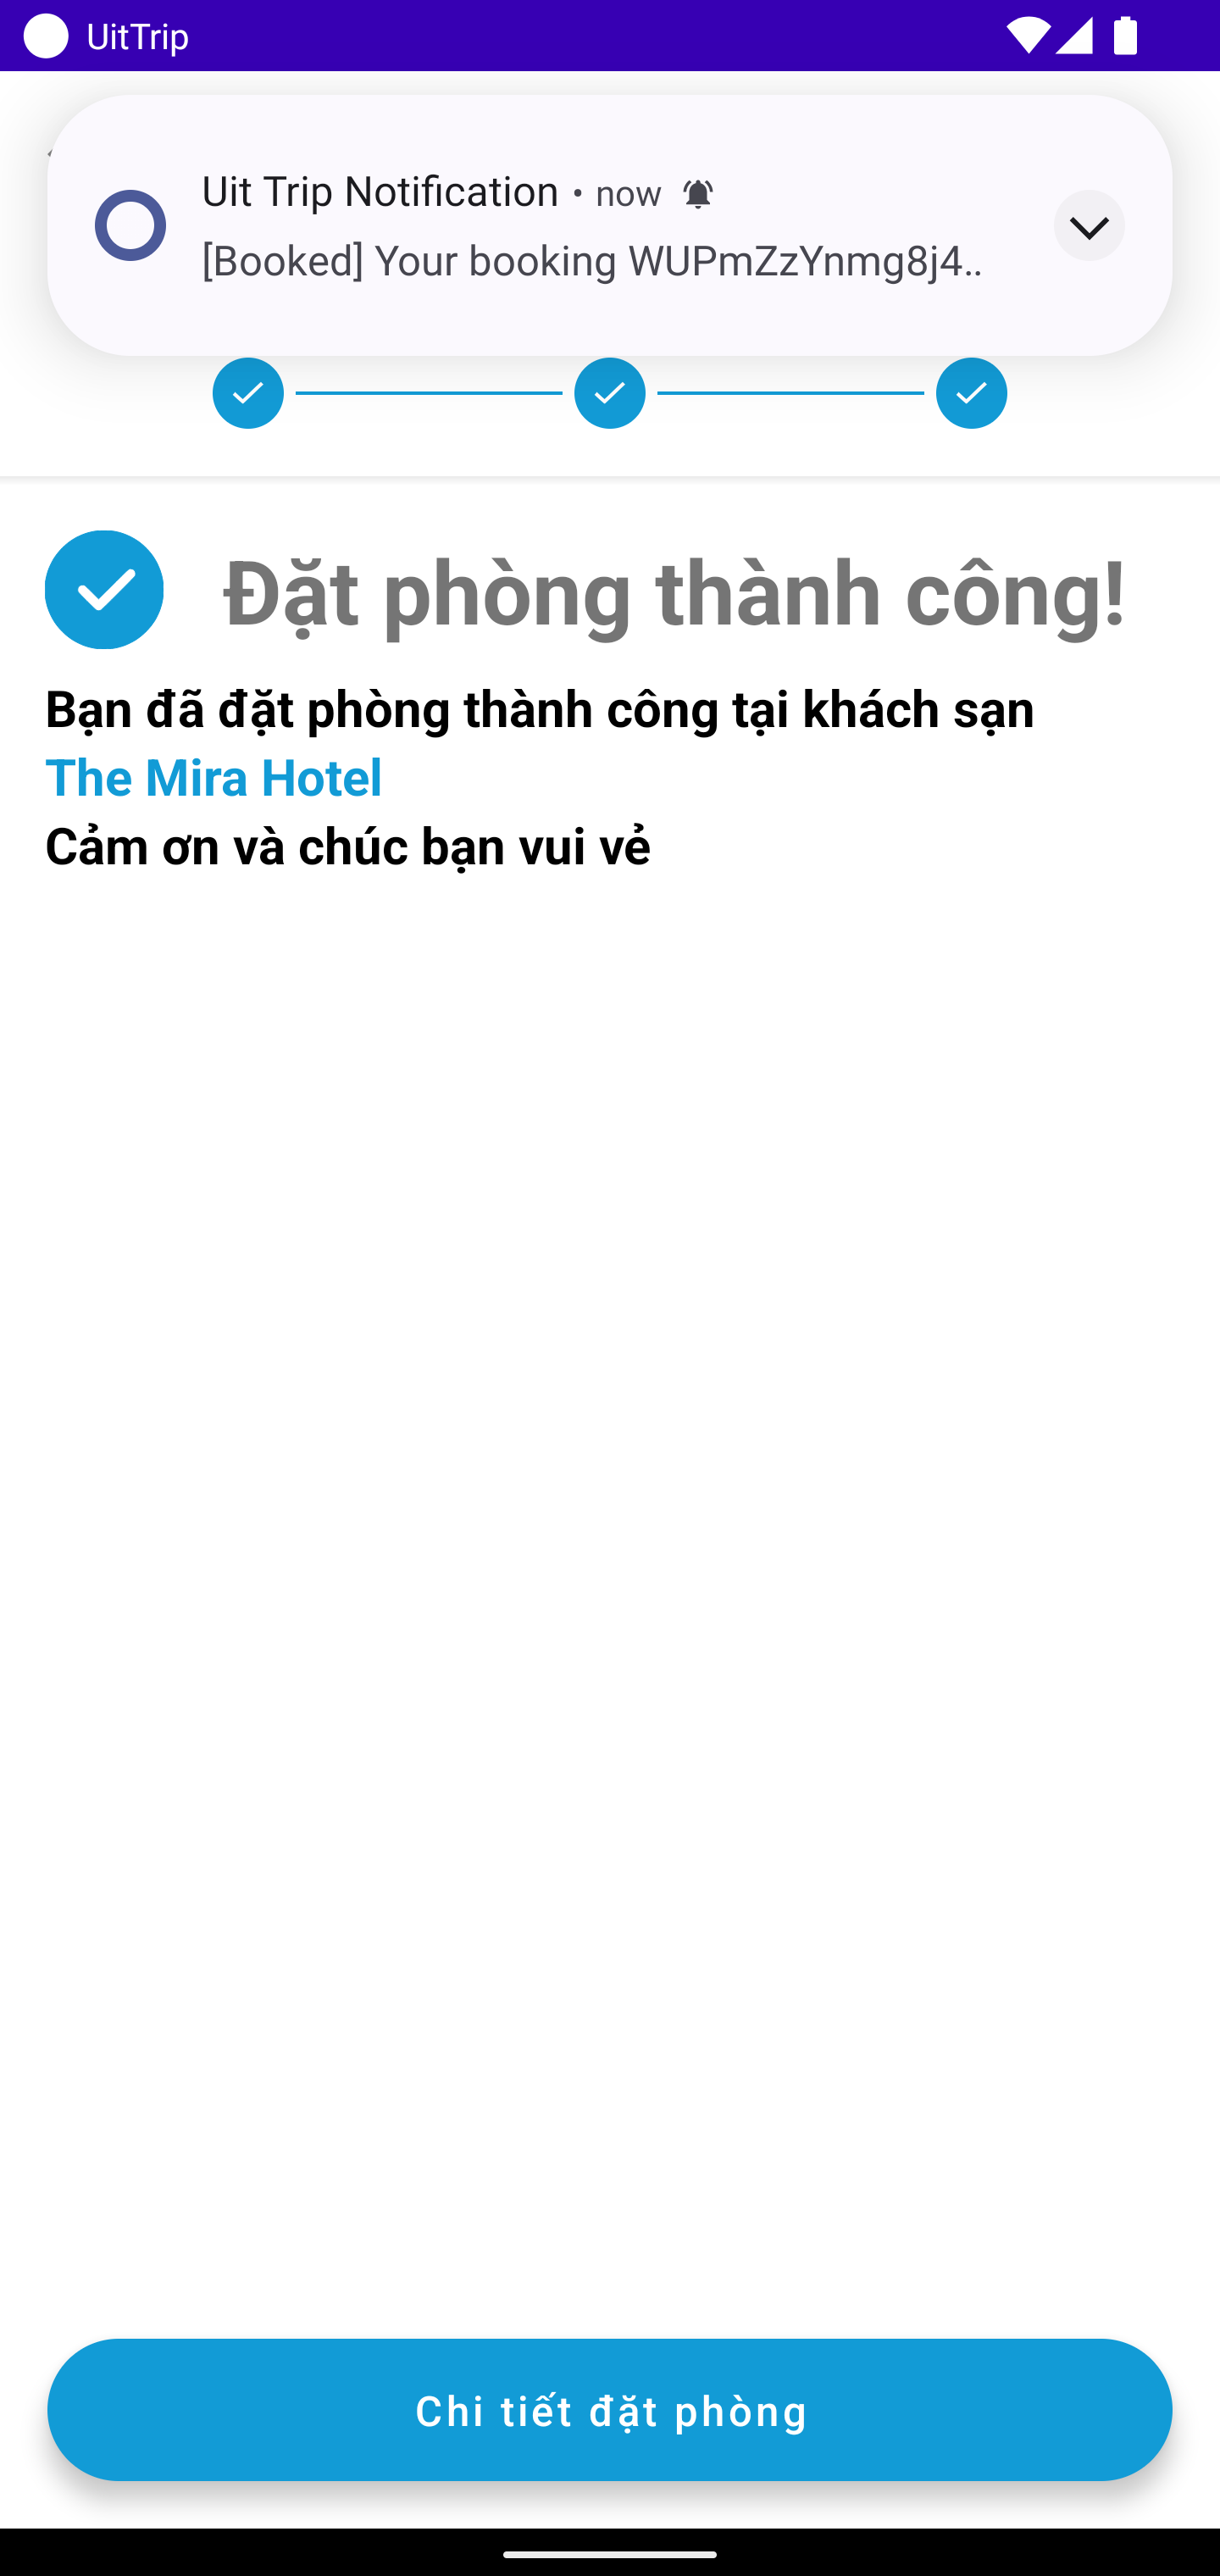 UitTrip
Uit Trip Notification • now
[Booked] Your booking WUPmZzYnmg8j4..
Đặt phòng thành công!
Bạn đã đặt phòng thành công tại khách sạn
The Mira Hotel
Cảm ơn và chúc bạn vui vẻ
Chi tiết đặt phòng